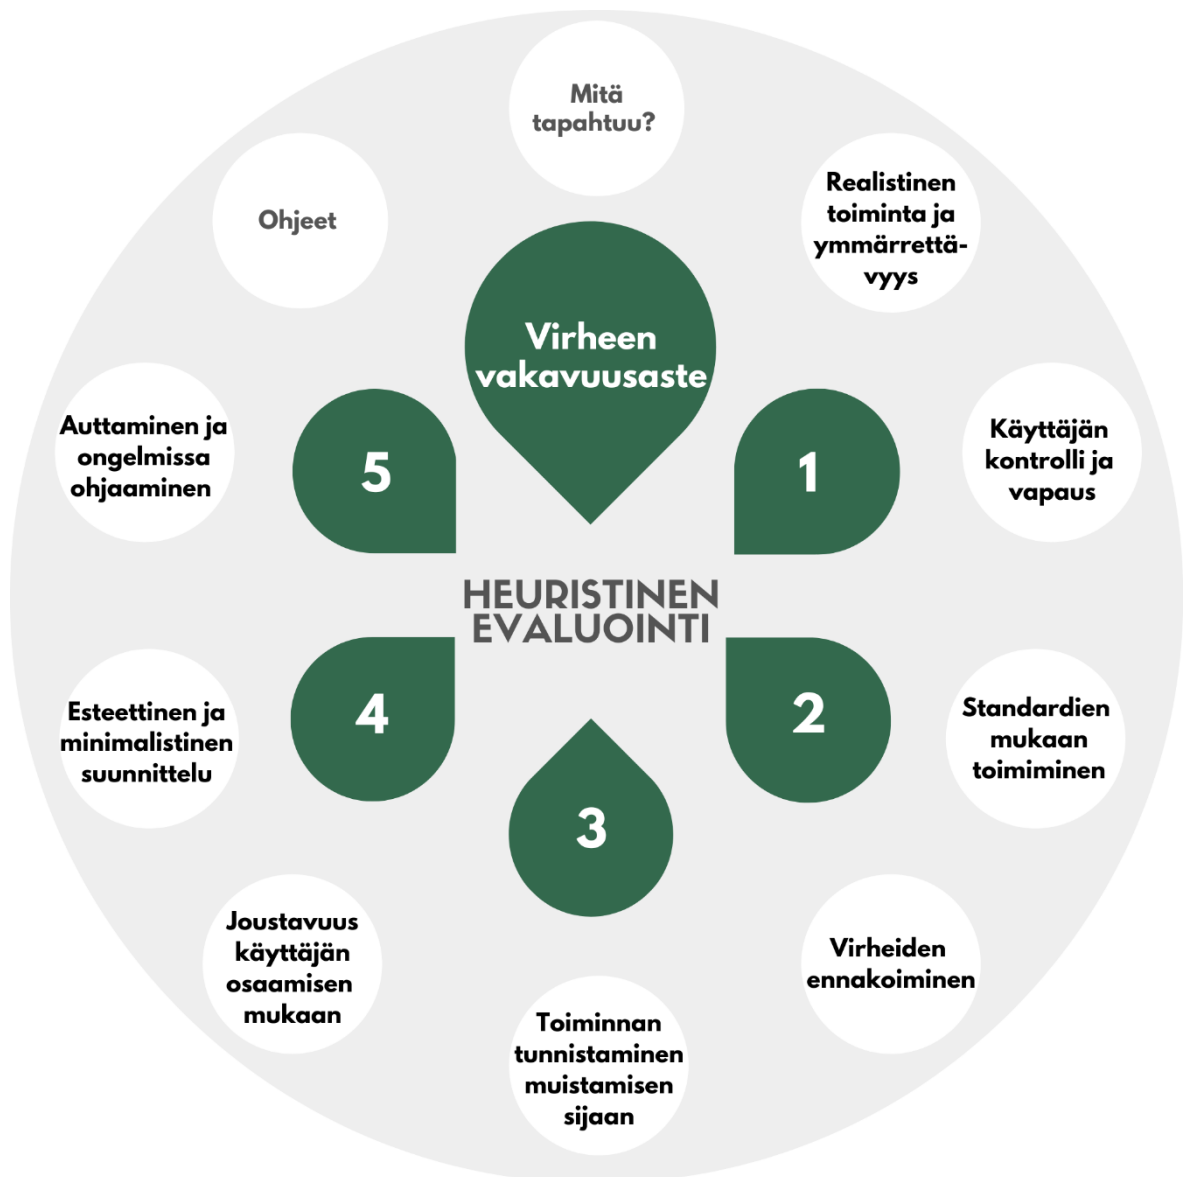 Mitä
tapahtuu?
Realistinen
toiminta ja
ymmärrettä-
vyys
Käyttäjän
kontrolli ja
vapaus
Standardien
mukaan
toimiminen
Virheiden
ennakoiminen
Toiminnan
tunnistaminen
muistamisen
sijaan
Joustavuus
käyttäjän
osaamisen
mukaan
Esteettinen ja
minimalistinen
suunnittelu
Auttaminen ja
ongelmissa
ohjaaminen
Ohjeet
Virheen
vakavuusaste
1
2
3
4
5
HEURISTINEN
EVALUOINTI